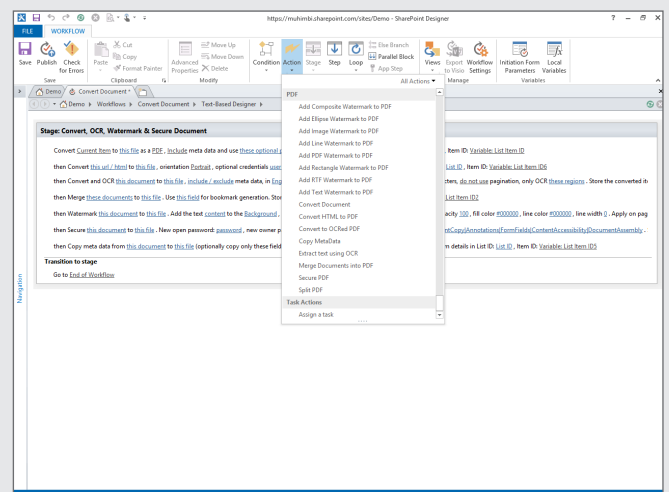 https://muhimbi.sharepoint.com/sites/Demo - SharePoint Designer
FILE WORKFLOW
Save Publish Check for Errors
Paste Cut Copy Format Painter
Advanced Properties Move Up Move Down Delete
Condition Action Stage Step Loop Else Branch Parallel Block App Step
Views Export to Visio Workflow Settings Initiation Form Parameters Local Variables
Save Clipboard Modify Manage Variables
All Actions
Demo Convert Document *
Demo Workflows Convert Document Text-Based Designer
Navigation
Stage: Convert, OCR, Watermark & Secure Document
Convert Current Item to this file as a PDF , Include meta data and use these optional
, Item ID: Variable: List Item ID
then Convert this url / html to this file , orientation Portrait , optional credentials user
List ID , Item ID: Variable: List Item ID6
then Convert and OCR this document to this file , include / exclude meta data, in Eng
cters, do not use pagination, only OCR these regions . Store the converted it
then Merge these documents to this file . Use this field for bookmark generation. Sto
List Item ID2
then Watermark this document to this file . Add the text content to the Background ,
acity 100 , fill color #000000 , line color #000000 , line width 0 . Apply on pag
then Secure this document to this file . New open password: password , new owner p
ntCopy|Annotations|FormFields|ContentAccessibility|DocumentAssembly .
then Copy meta data from this document to this file (optionally copy only these field
m details in List ID: List ID , Item ID: Variable: List Item ID5
Transition to stage
Go to End of Workflow
PDF
Add Composite Watermark to PDF
Add Ellipse Watermark to PDF
Add Image Watermark to PDF
Add Line Watermark to PDF
Add PDF Watermark to PDF
Add Rectangle Watermark to PDF
Add RTF Watermark to PDF
Add Text Watermark to PDF
Convert Document
Convert HTML to PDF
Convert to OCRed PDF
Copy MetaData
Extract text using OCR
Merge Documents into PDF
Secure PDF
Split PDF
Task Actions
Assign a task